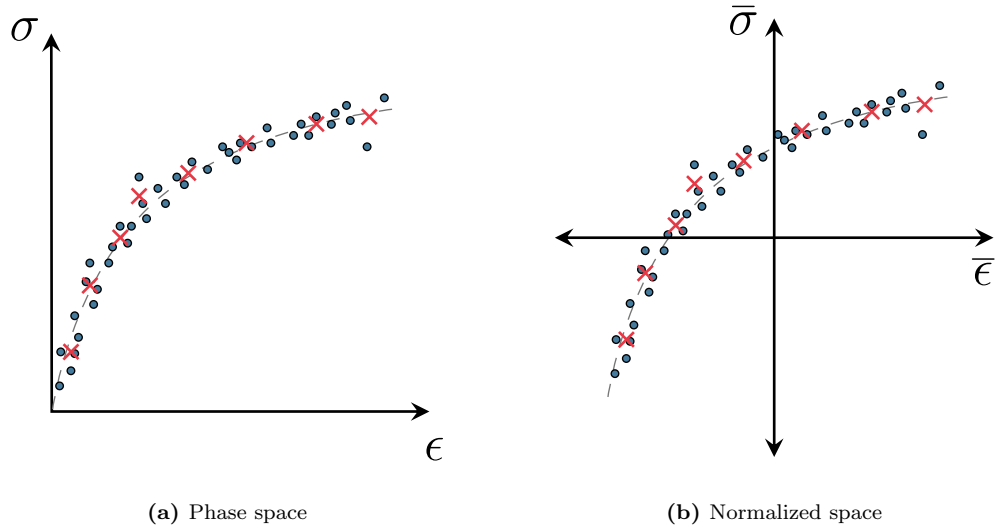 σ
ϵ
(a) Phase space
σ̅
ϵ̅
(b) Normalized space